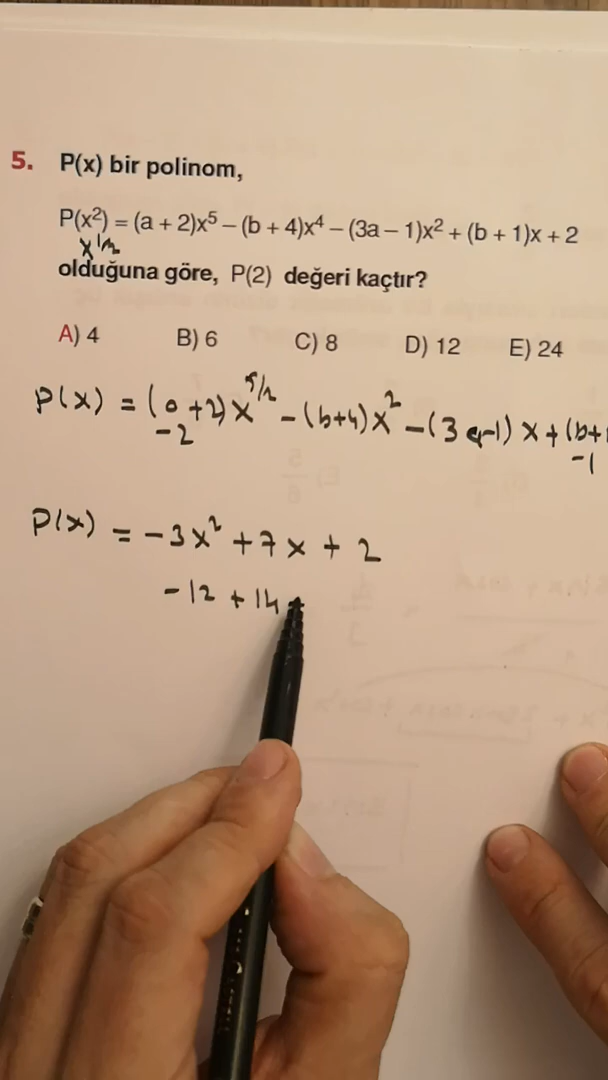 5. P(x) bir polinom,
P(x²) = (a + 2)x⁵ – (b + 4)x⁴ – (3a – 1)x² + (b + 1)x + 2
x^1/2
olduğuna göre, P(2) değeri kaçtır?
A) 4 B) 6 C) 8 D) 12 E) 24
P(x) = (a+2)x^5/2 - (b+4)x² - (3a-1)x + (b+
-2 -1
P(x) = -3x² + 7x + 2
-12 + 14